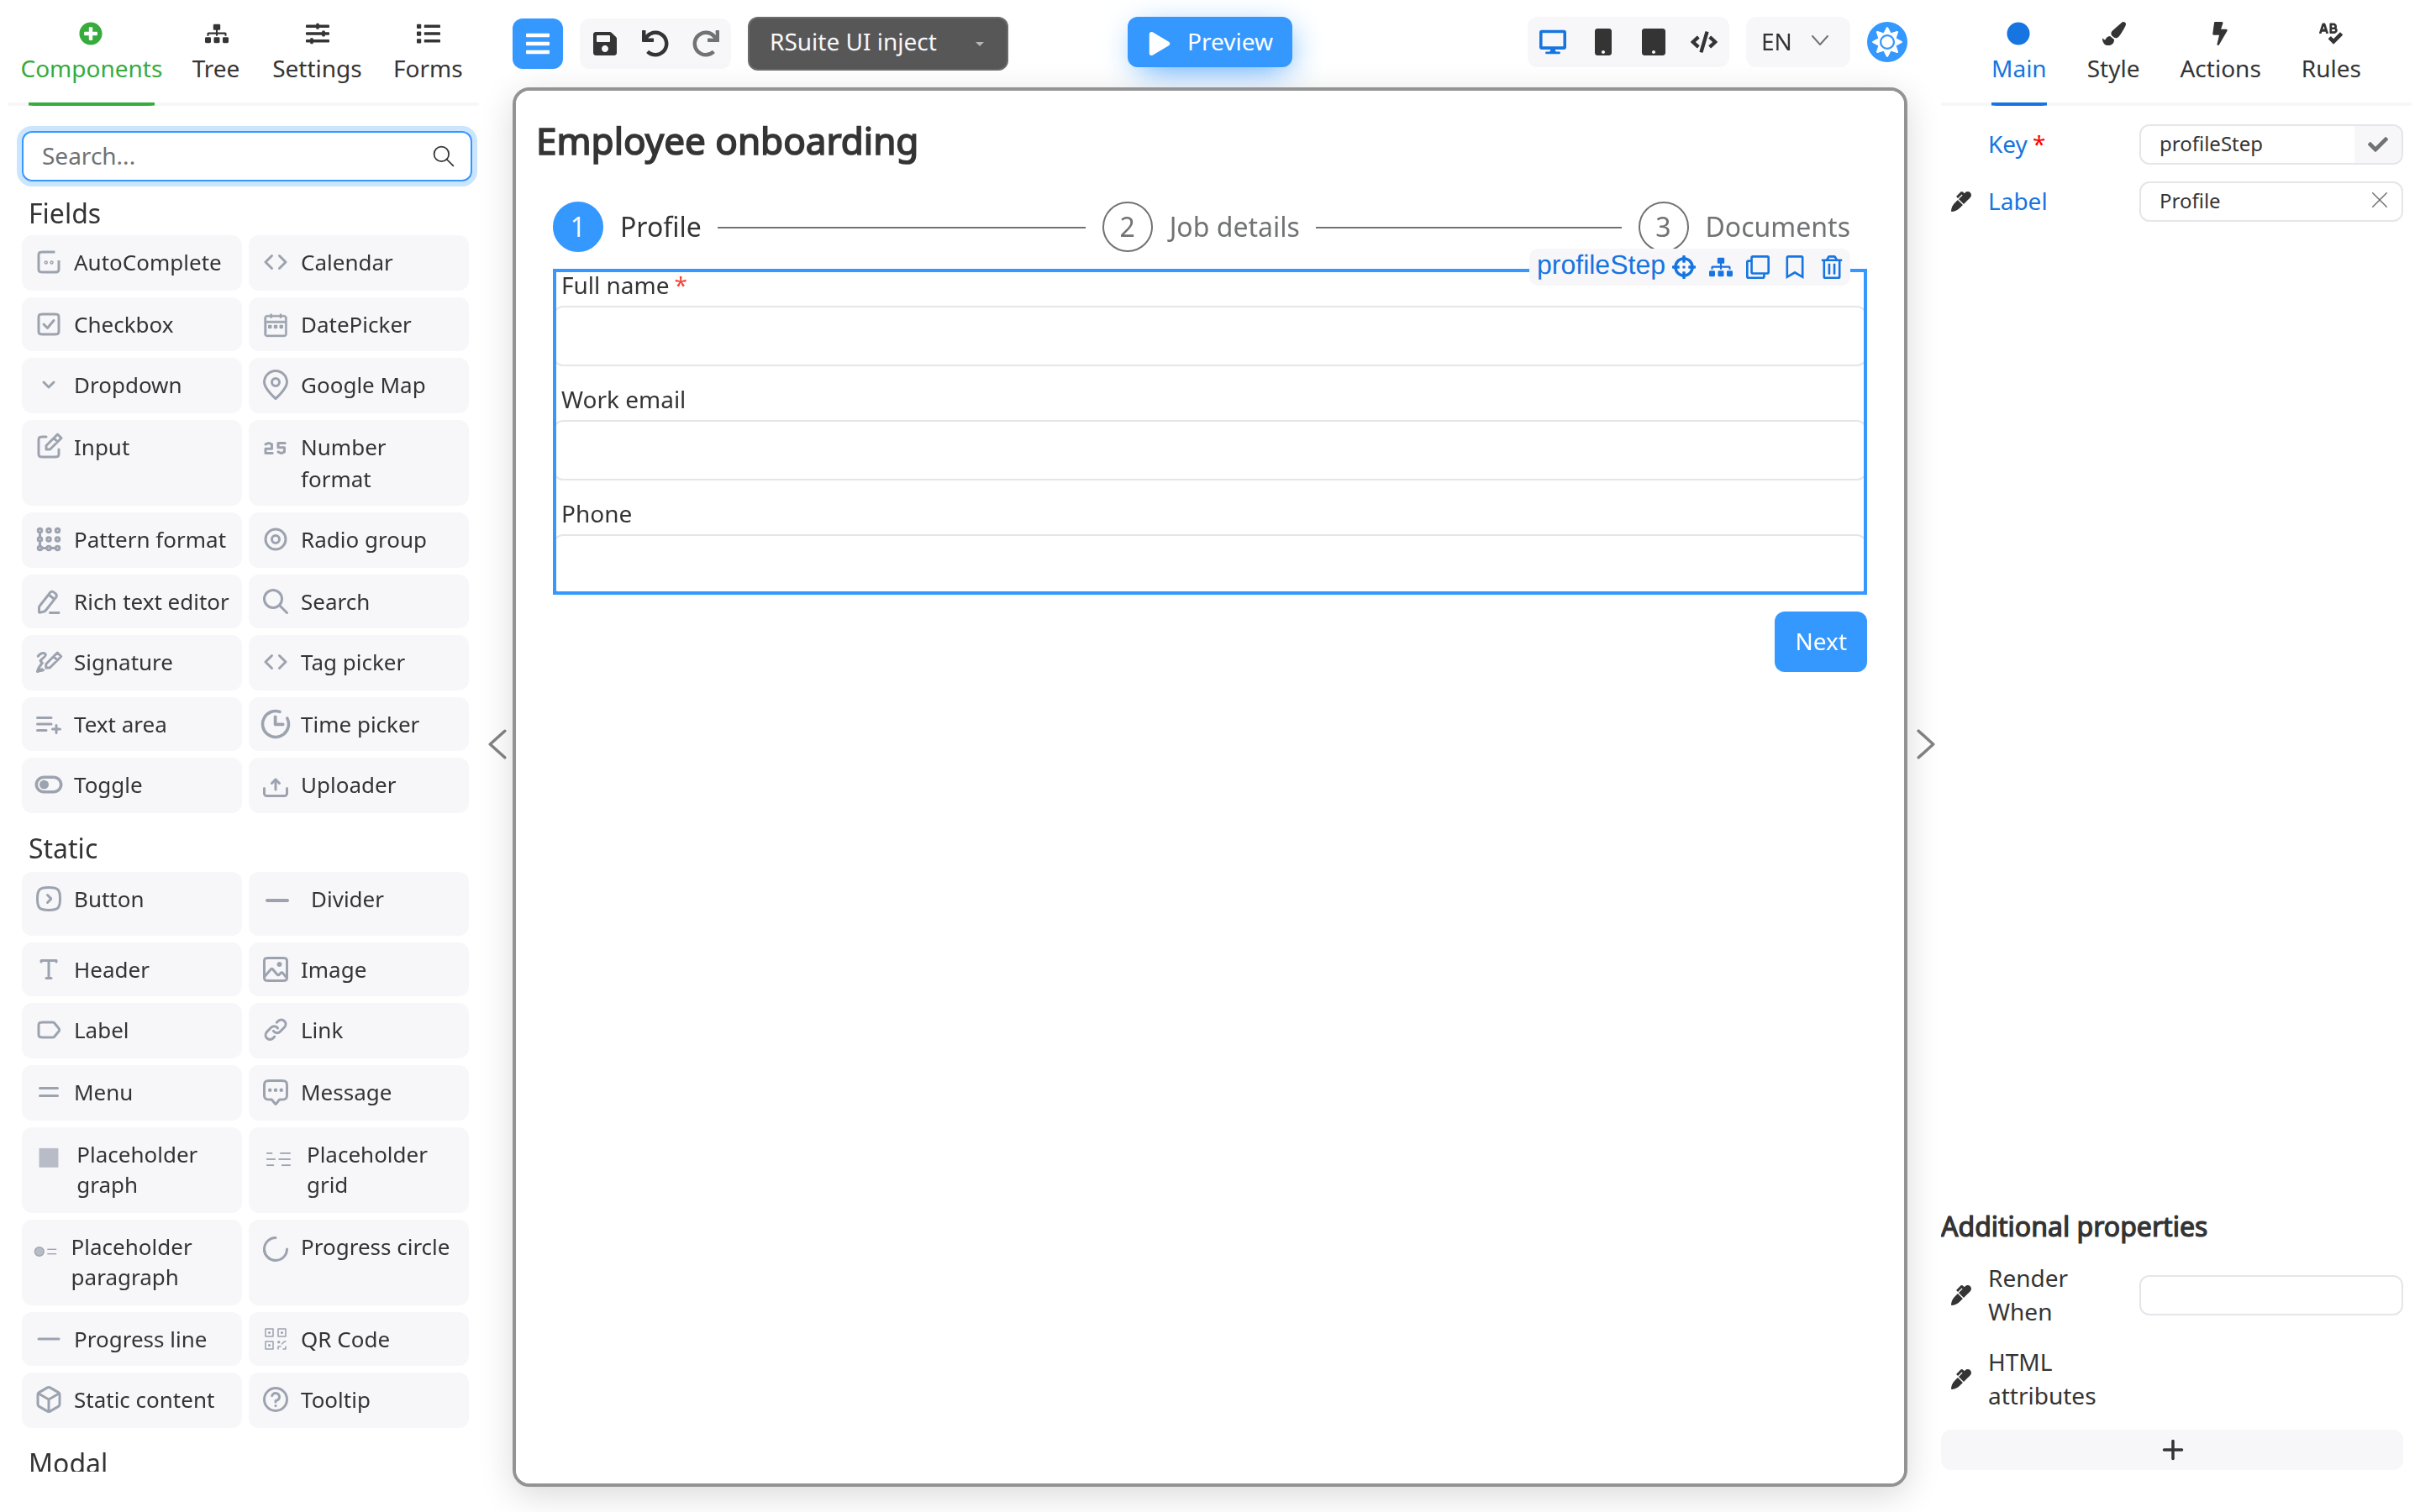 Components
Tree
Settings
Forms
RSuite UI inject
Preview
EN
Main
Style
Actions
Rules
Search...
Fields
AutoComplete
Calendar
Checkbox
DatePicker
Dropdown
Google Map
Input
Number
format
Pattern format
Radio group
Rich text editor
Search
Signature
Tag picker
Text area
Time picker
Toggle
Uploader
Static
Button
Divider
Header
Image
Label
Link
Menu
Message
Placeholder
graph
Placeholder
grid
Placeholder
paragraph
Progress circle
Progress line
QR Code
Static content
Tooltip
Modal
Employee onboarding
1 Profile
2 Job details
3 Documents
profileStep
Full name *
Work email
Phone
Next
Key *
profileStep
Label
Profile
Additional properties
Render
When
HTML
attributes